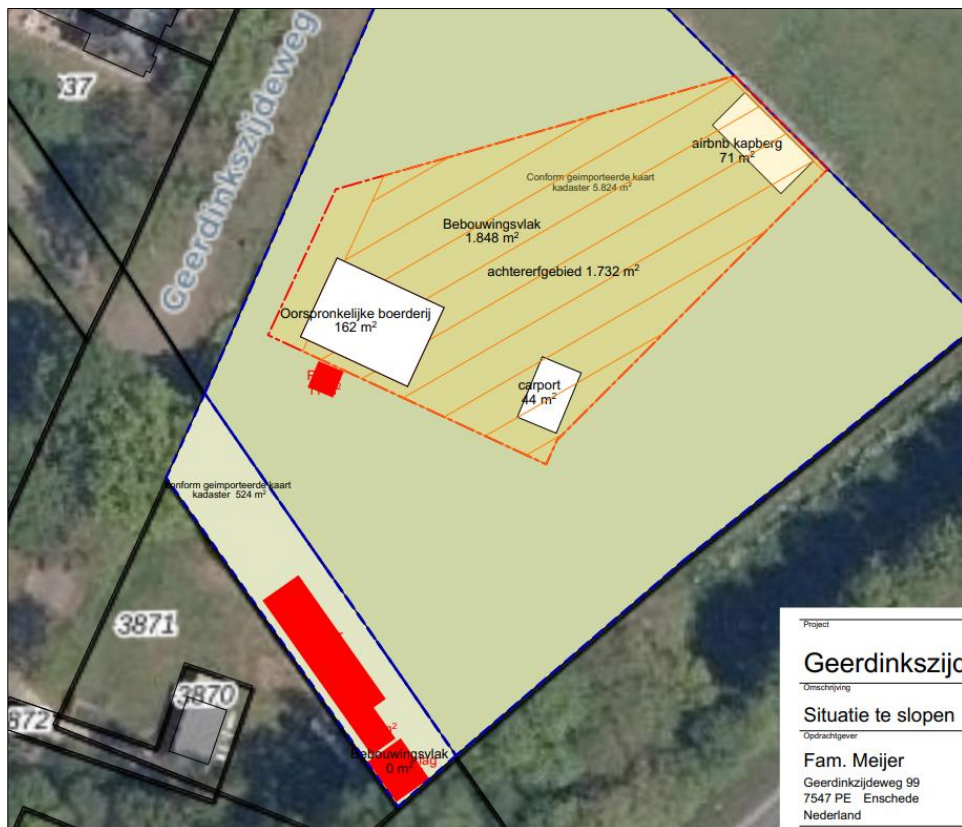 37
Geerdinkszijdeweg
airbnb kapberg
71 m²
Conform geimporteerde kaart
kadaster 5.824 m²
Bebouwingsvlak
1.848 m²
achtererfgebied 1.732 m²
Oorspronkelijke boerderij
162 m²
carport
44 m²
Conform geimporteerde kaart
kadaster 524 m²
3871
3870
872
Bebouwingsvlak
0 m²
Project
Geerdinkszijd
Omschrijving
Situatie te slopen
Opdrachtgever
Fam. Meijer
Geerdinkzijdeweg 99
7547 PE Enschede
Nederland